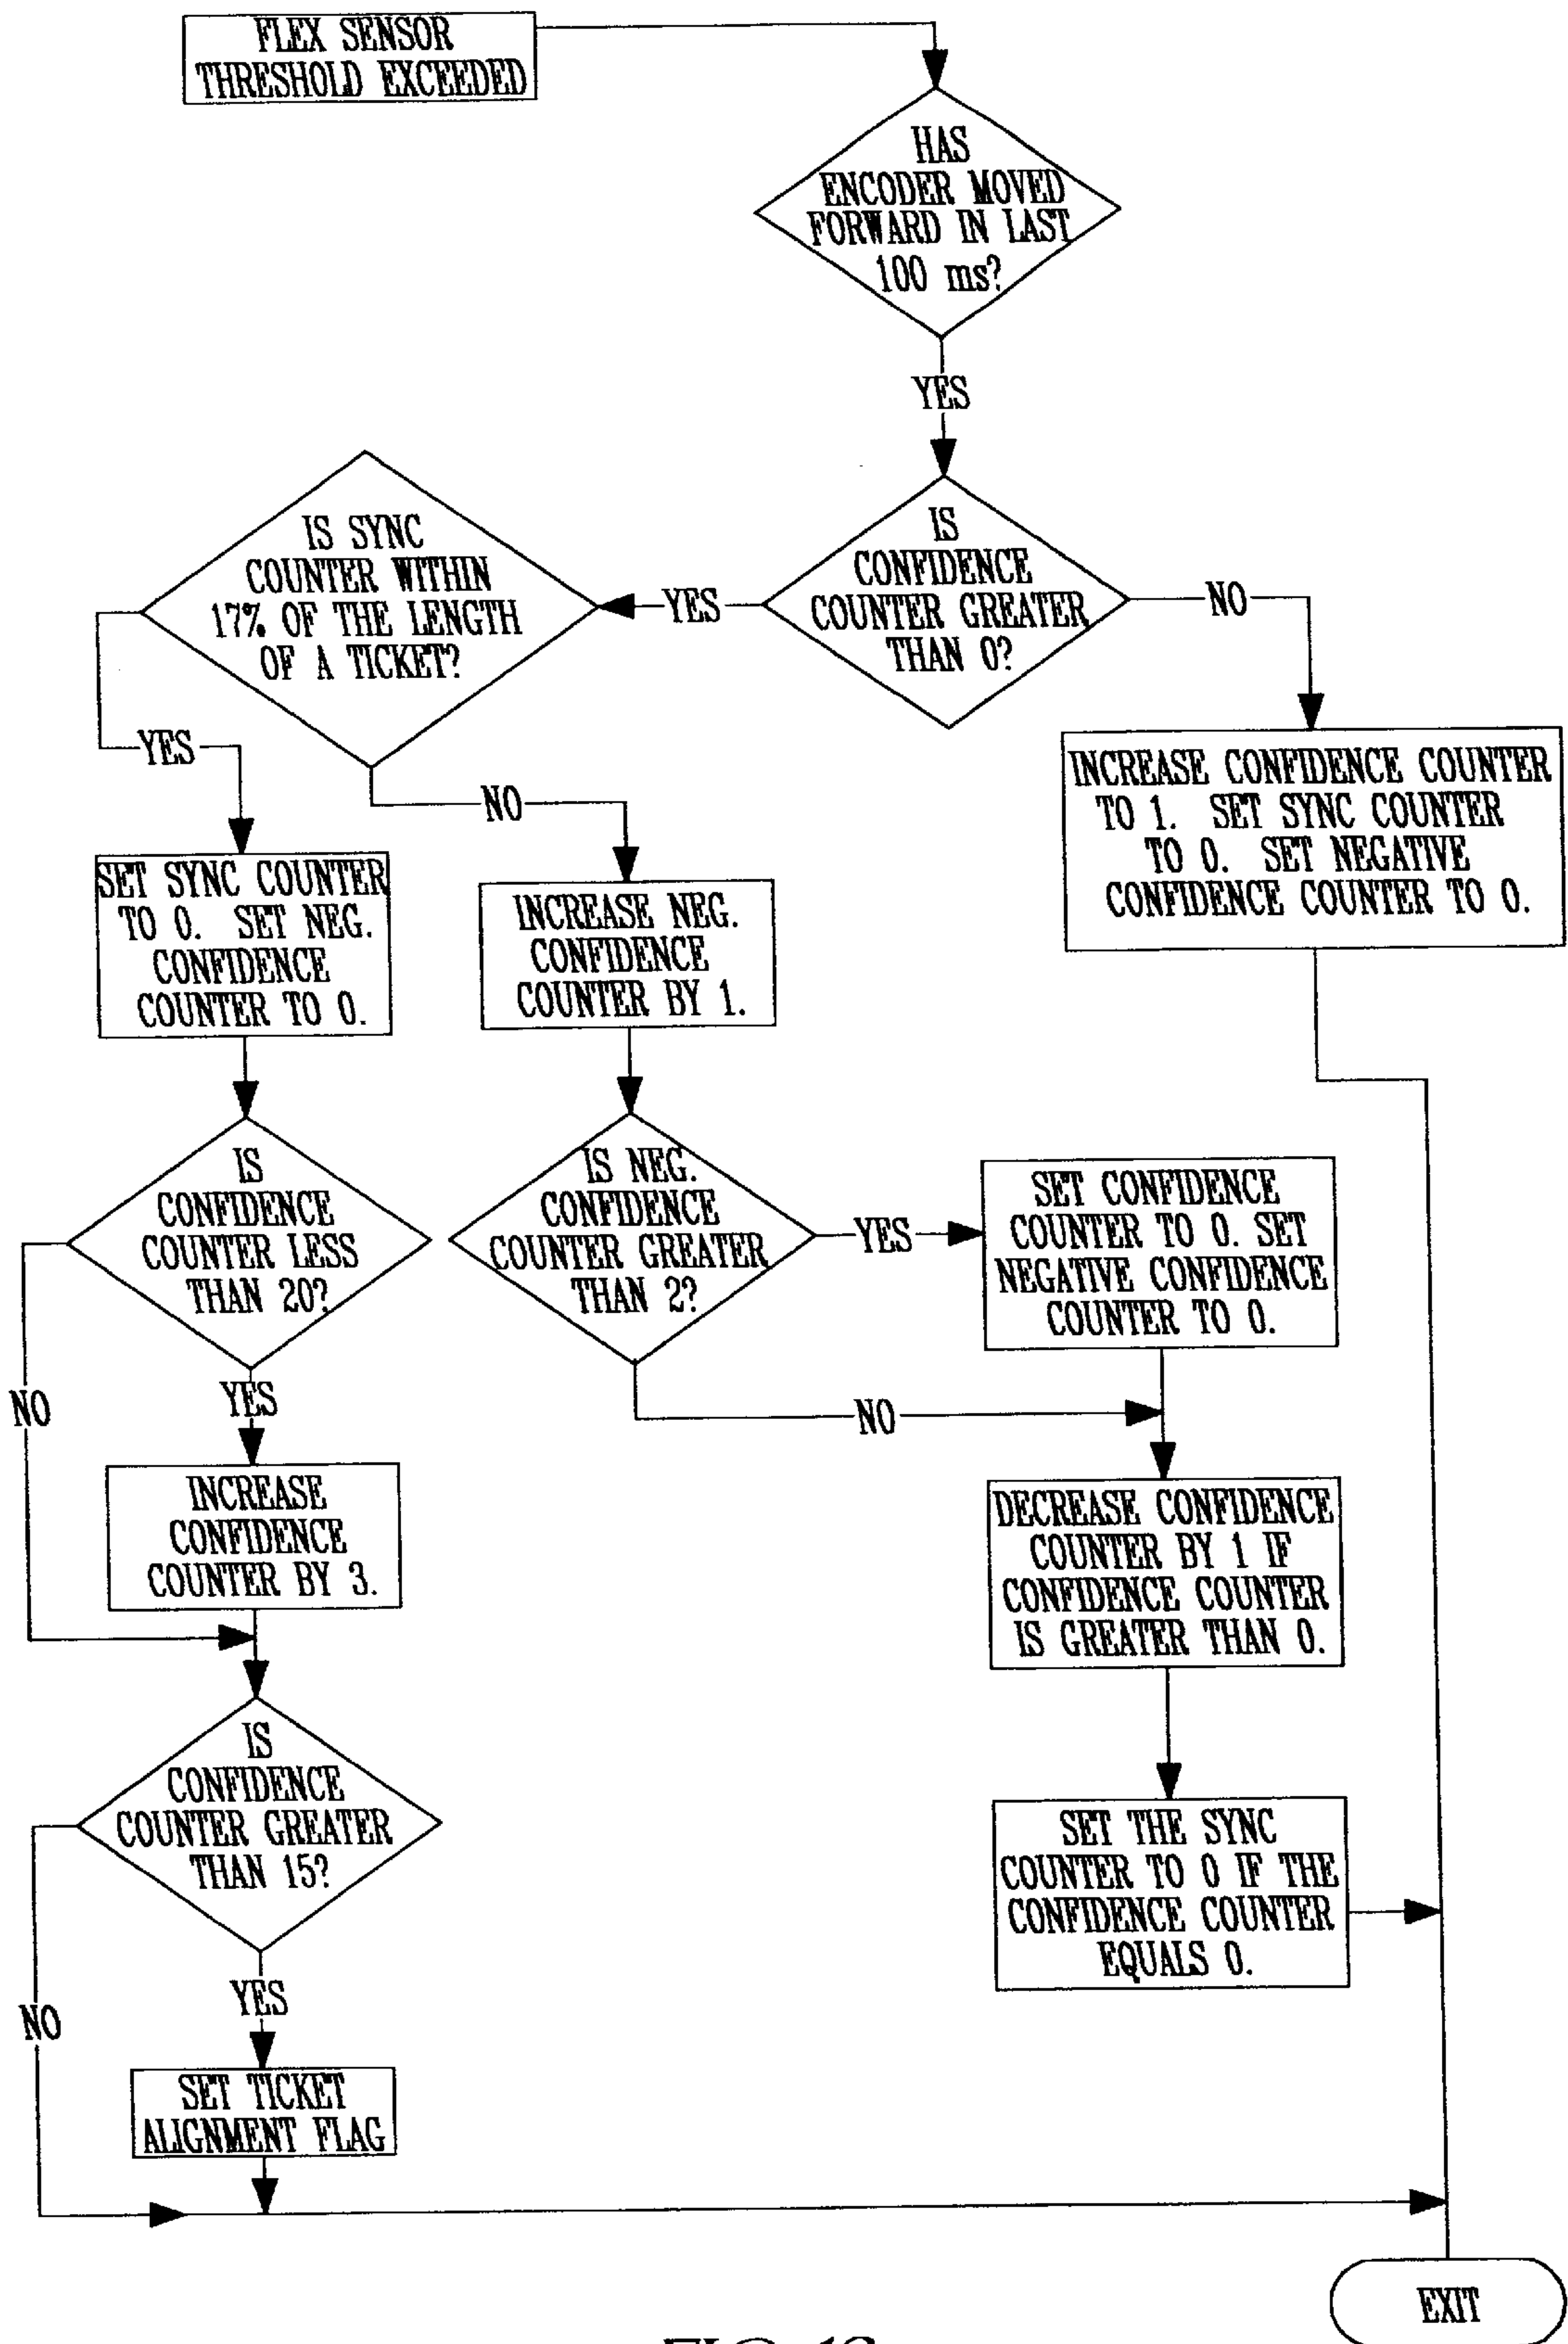 FLEX SENSOR
THRESHOLD EXCEEDED
HAS
ENCODER MOVED
FORWARD IN LAST
100 ms?
YES
IS
CONFIDENCE
COUNTER GREATER
THAN 0?
YES
NO
IS SYNC
COUNTER WITHIN
17% OF THE LENGTH
OF A TICKET?
YES
NO
INCREASE CONFIDENCE COUNTER
TO 1. SET SYNC COUNTER
TO 0. SET NEGATIVE
CONFIDENCE COUNTER TO 0.
SET SYNC COUNTER
TO 0. SET NEG.
CONFIDENCE
COUNTER TO 0.
INCREASE NEG.
CONFIDENCE
COUNTER BY 1.
IS
CONFIDENCE
COUNTER LESS
THAN 20?
IS NEG.
CONFIDENCE
COUNTER GREATER
THAN 2?
YES
SET CONFIDENCE
COUNTER TO 0. SET
NEGATIVE CONFIDENCE
COUNTER TO 0.
NO
YES
NO
INCREASE
CONFIDENCE
COUNTER BY 3.
DECREASE CONFIDENCE
COUNTER BY 1 IF
CONFIDENCE COUNTER
IS GREATER THAN 0.
IS
CONFIDENCE
COUNTER GREATER
THAN 15?
SET THE SYNC
COUNTER TO 0 IF THE
CONFIDENCE COUNTER
EQUALS 0.
NO
YES
SET TICKET
ALIGNMENT FLAG
EXIT